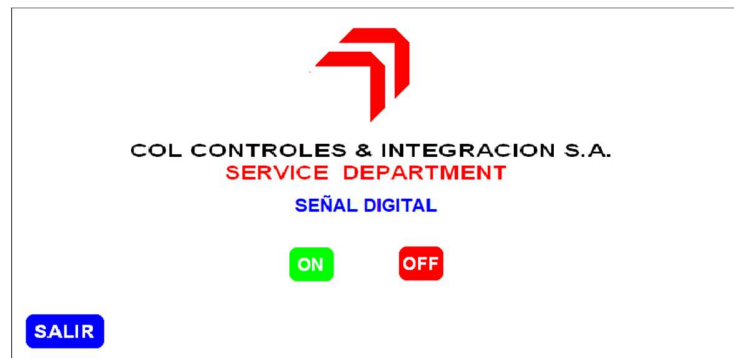 COL CONTROLES & INTEGRACION S.A.
SERVICE DEPARTMENT
SEÑAL DIGITAL
ON OFF
SALIR